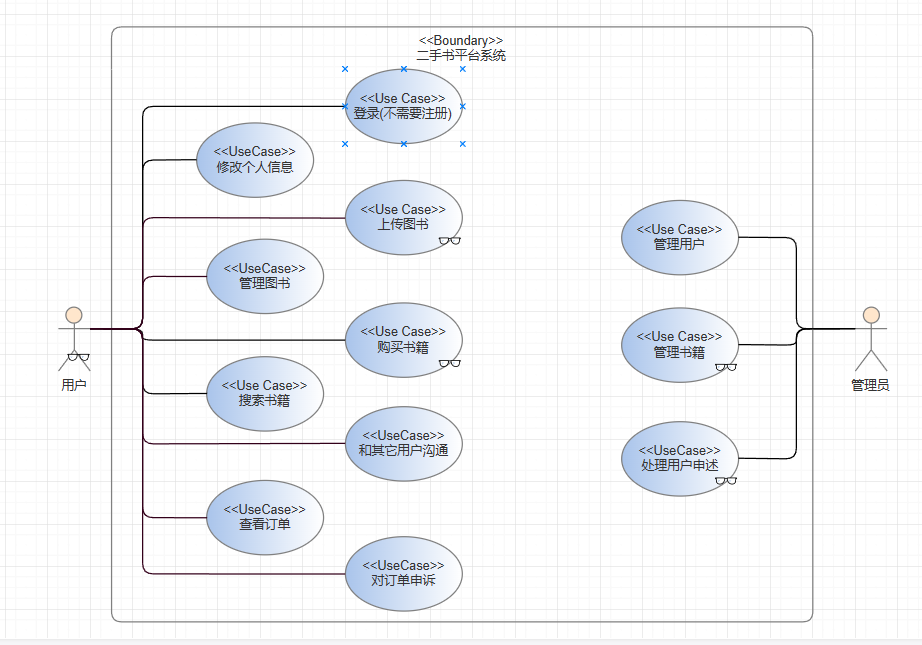 <<Boundary>>
二手书平台系统
<<Use Case>>
登录(不需要注册)
<<UseCase>>
修改个人信息
<<Use Case>>
上传图书
<<UseCase>>
管理图书
<<Use Case>>
购买书籍
<<Use Case>>
搜索书籍
<<UseCase>>
和其它用户沟通
<<UseCase>>
查看订单
<<UseCase>>
对订单申诉
用户
<<Use Case>>
管理用户
<<Use Case>>
管理书籍
<<UseCase>>
处理用户申述
管理员